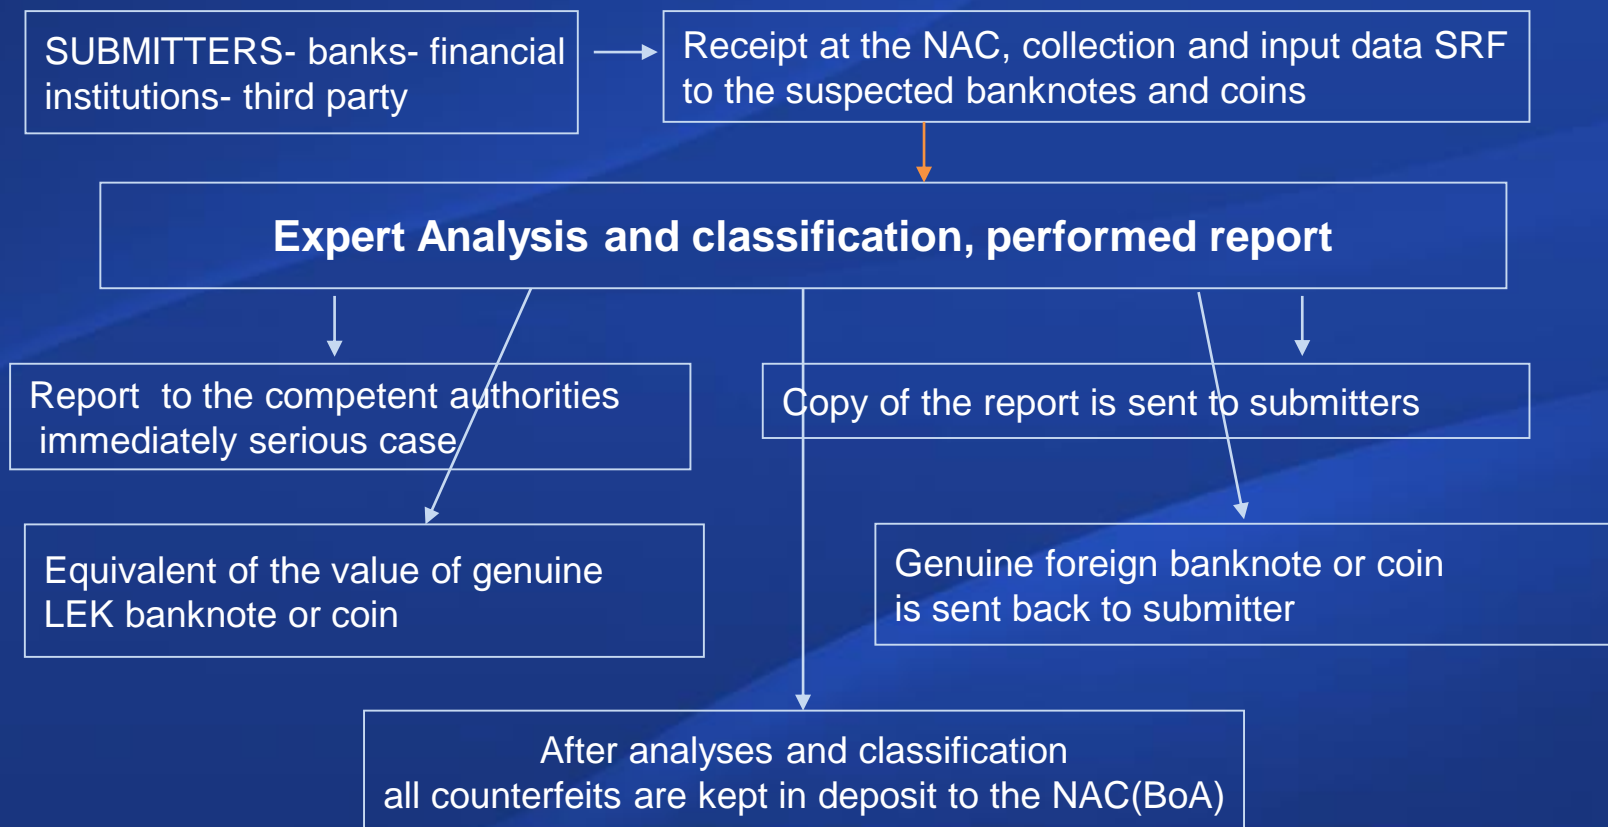 SUBMITTERS- banks- financial
institutions- third party
Receipt at the NAC, collection and input data SRF
to the suspected banknotes and coins
Expert Analysis and classification, performed report
Report  to the competent authorities
immediately serious case
Copy of the report is sent to submitters
Equivalent of the value of genuine
LEK banknote or coin
Genuine foreign banknote or coin
is sent back to submitter
After analyses and classification
all counterfeits are kept in deposit to the NAC(BoA)